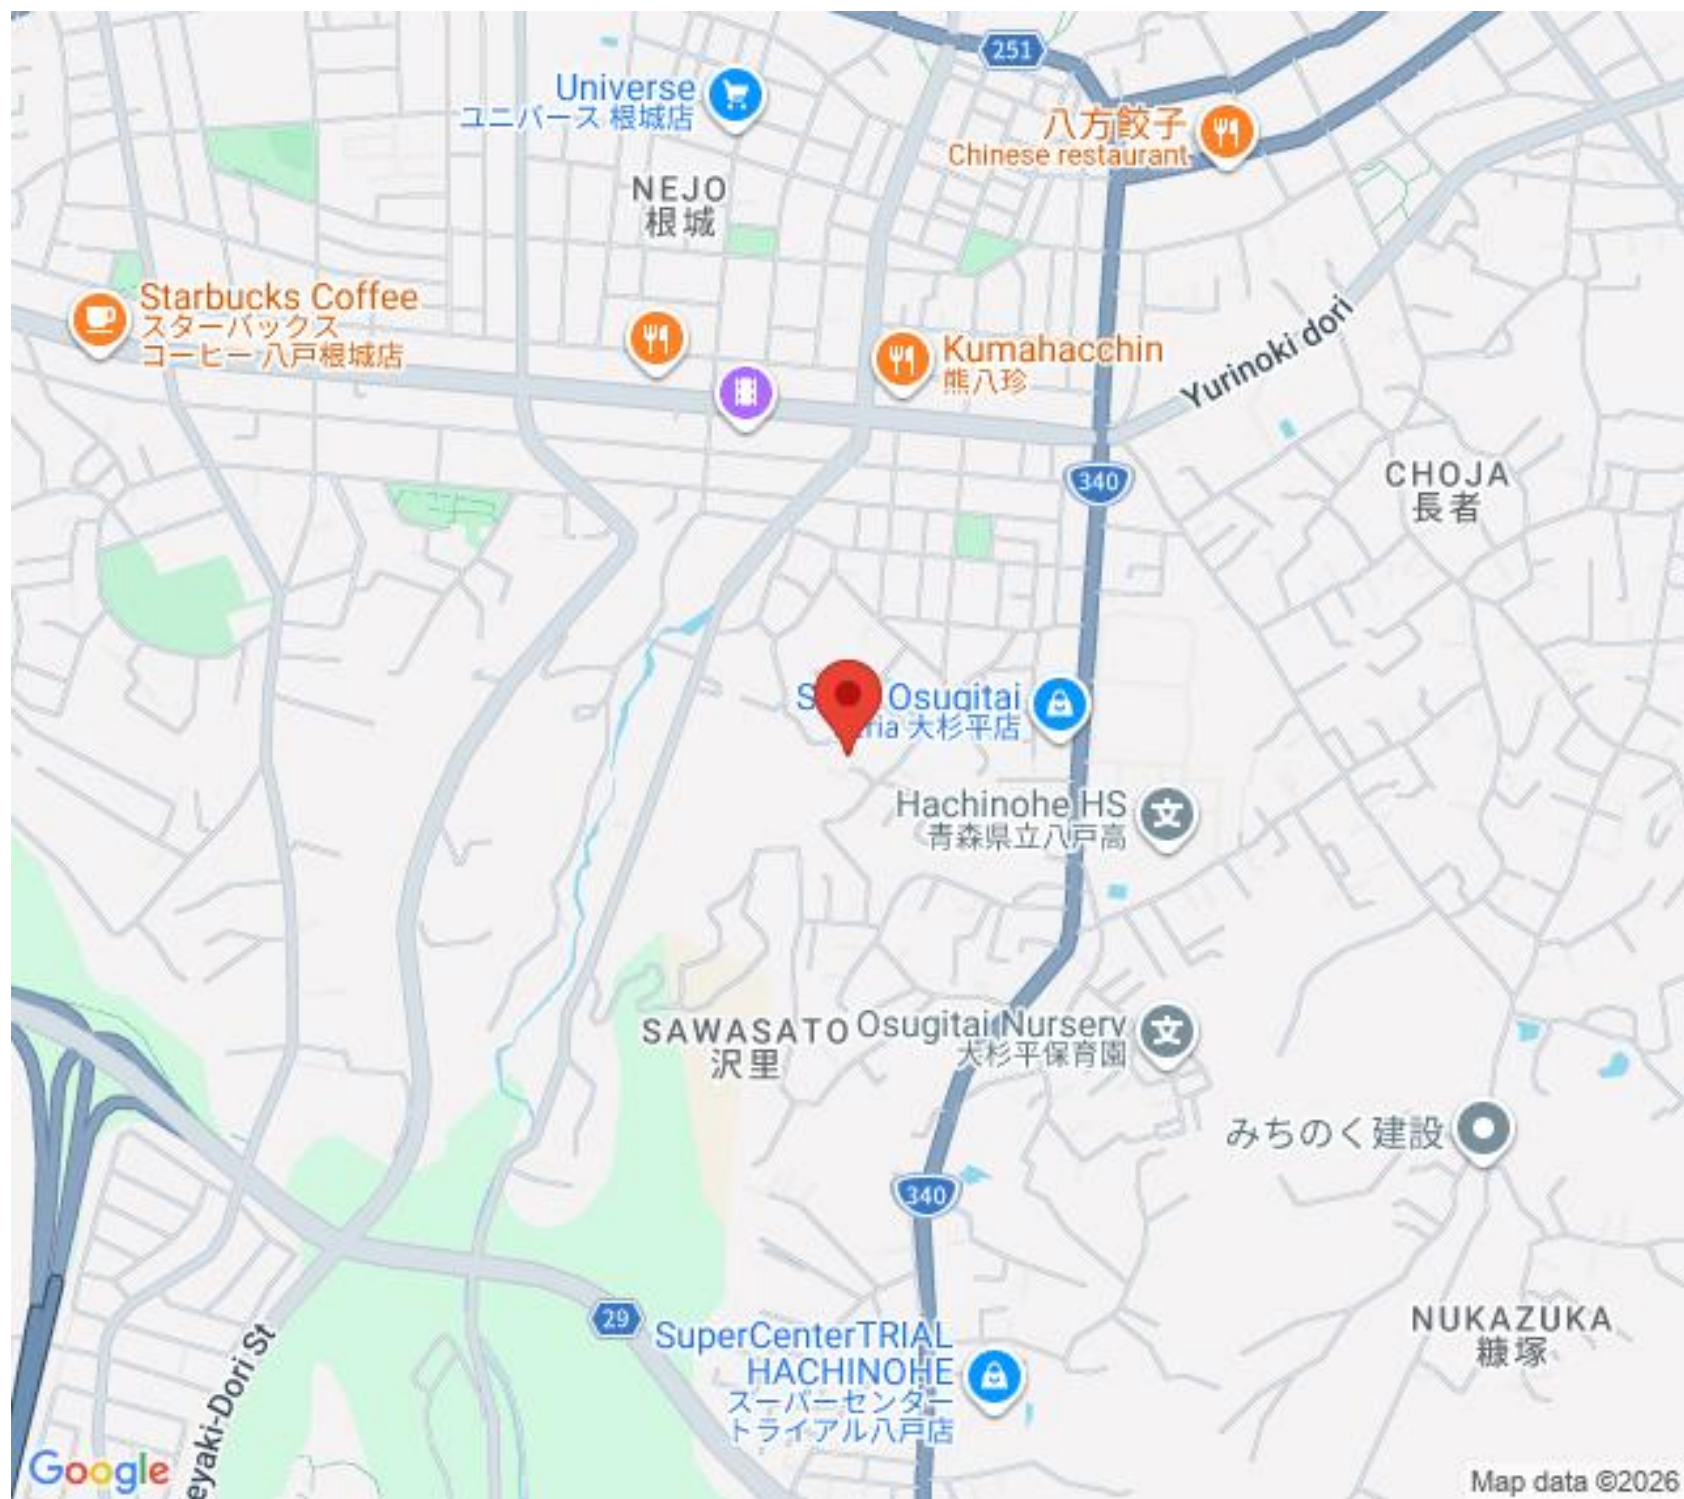 251
Universe
ユニバース 根城店
八方餃子
Chinese restaurant
NEJO
根城
Starbucks Coffee
スターバックス
コーヒー 八戸根城店
Kumahacchin
熊八珍
Yurinoki dori
340
CHOJA
長者
Osugitai
大杉平店
Hachinohe HS
青森県立八戸高
SAWASATO
沢里
Osugitai Nursery
大杉平保育園
みちのく建設
340
29
SuperCenterTRIAL
HACHINOHE
スーパーセンター
トライアル八戸店
NUKAZUKA
糠塚
eyaki-Dori St
Google
Map data ©2026